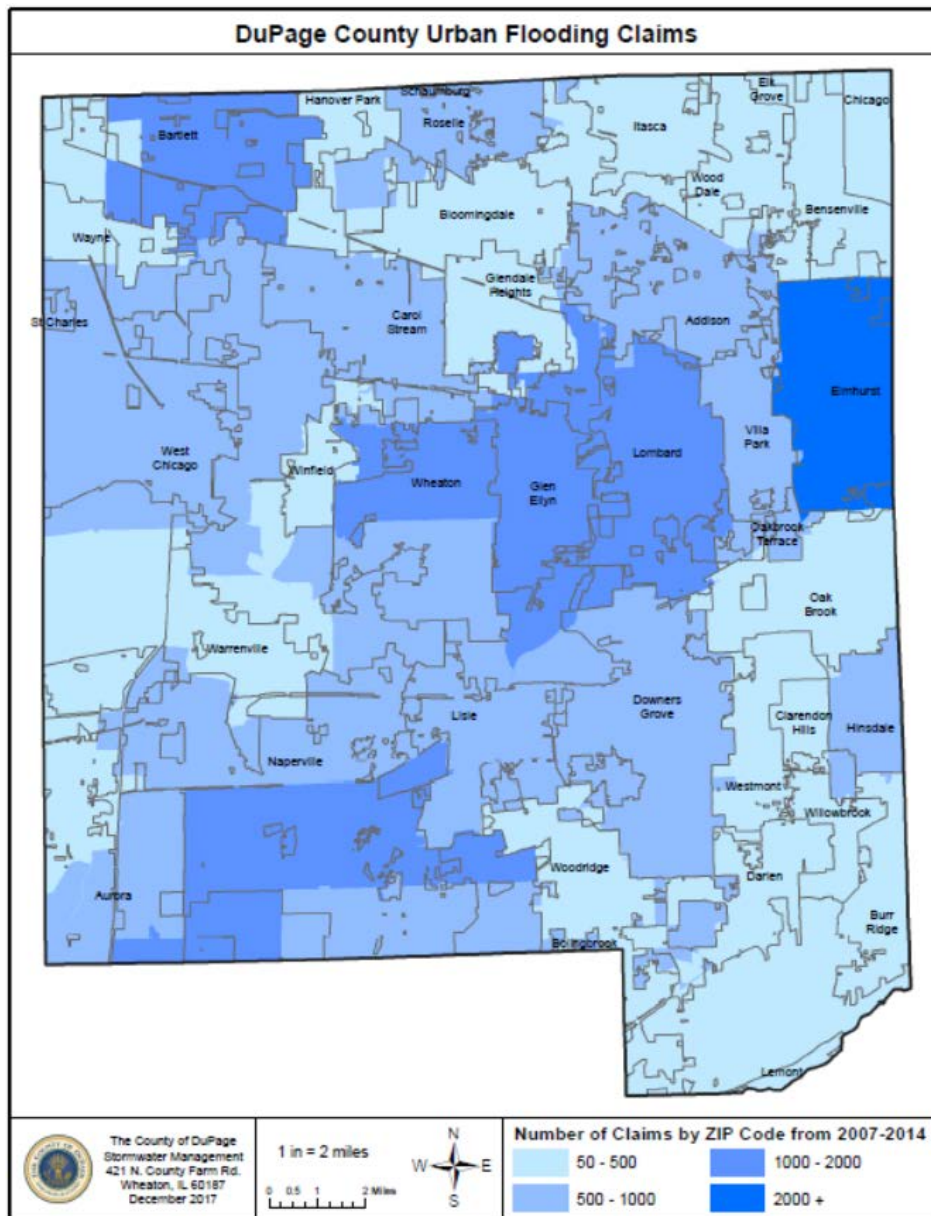 DuPage County Urban Flooding Claims
Hanover Park
Schaumburg
Roselle
Elk
Grove
Chicago
Bartlett
Itasca
Wood
Dale
Bloomingdale
Bensenville
Wayne
Glendale
Heights
St Charles
Carol
Stream
Addison
Elmhurst
West
Chicago
Winfield
Wheaton
Glen
Ellyn
Lombard
Villa
Park
Oakbrook
Terrace
Oak
Brook
Warrenville
Downers
Grove
Lisle
Clarendon
Hills
Hinsdale
Naperville
Westmont
Willowbrook
Woodridge
Darien
Aurora
Burr
Ridge
Bolingbrook
Lemont
The County of DuPage
Stormwater Management
421 N. County Farm Rd.
Wheaton, IL 60187
December 2017
1 in = 2 miles
0 0.5 1 2 Miles
N
W E
S
Number of Claims by ZIP Code from 2007-2014
50 - 500
1000 - 2000
500 - 1000
2000 +